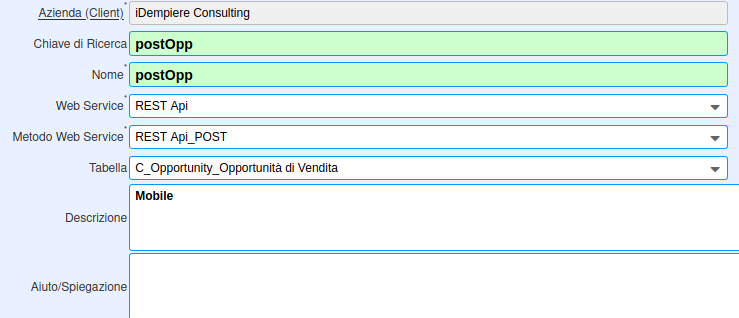 Azienda (Client)* iDempiere Consulting
Chiave di Ricerca postOpp
Nome* postOpp
Web Service* REST Api
Metodo Web Service* REST Api_POST
Tabella C_Opportunity_Opportunità di Vendita
Descrizione Mobile
Aiuto/Spiegazione